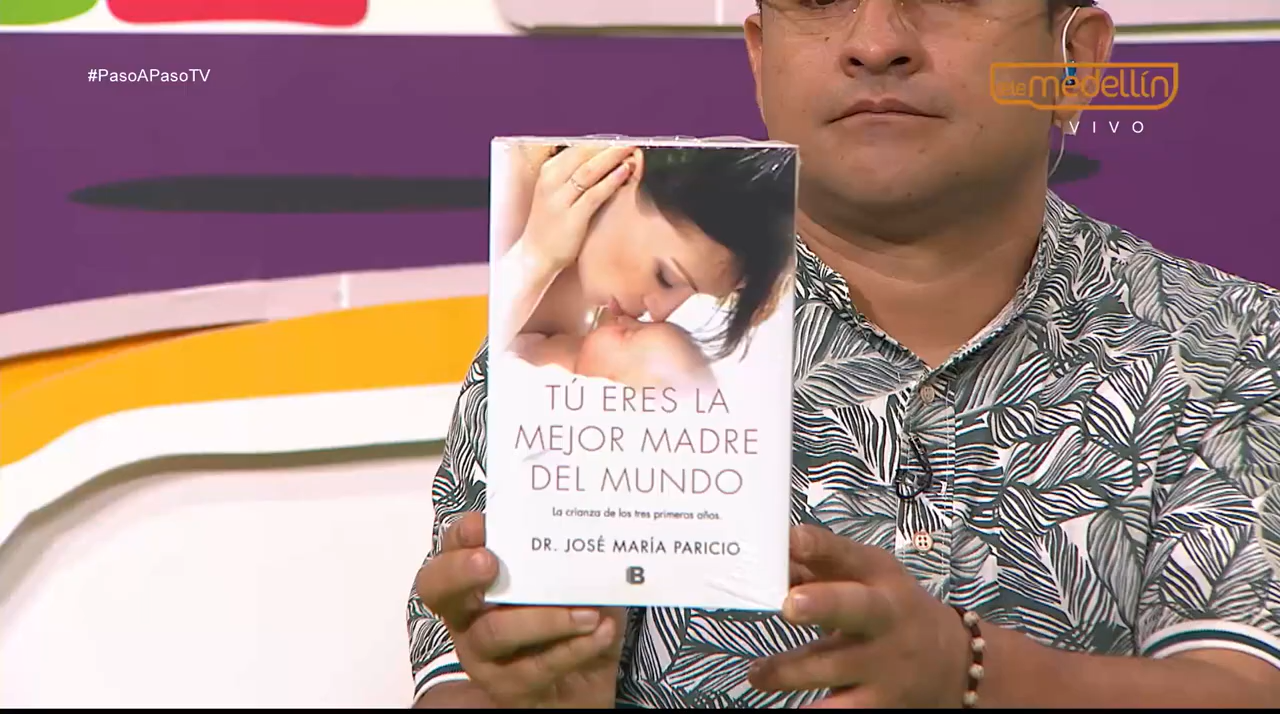 #PasoAPasoTV
telemedellín
VIVO
TÚ ERES LA
MEJOR MADRE
DEL MUNDO
La crianza de los tres primeros años.
DR. JOSÉ MARÍA PARICIO
B